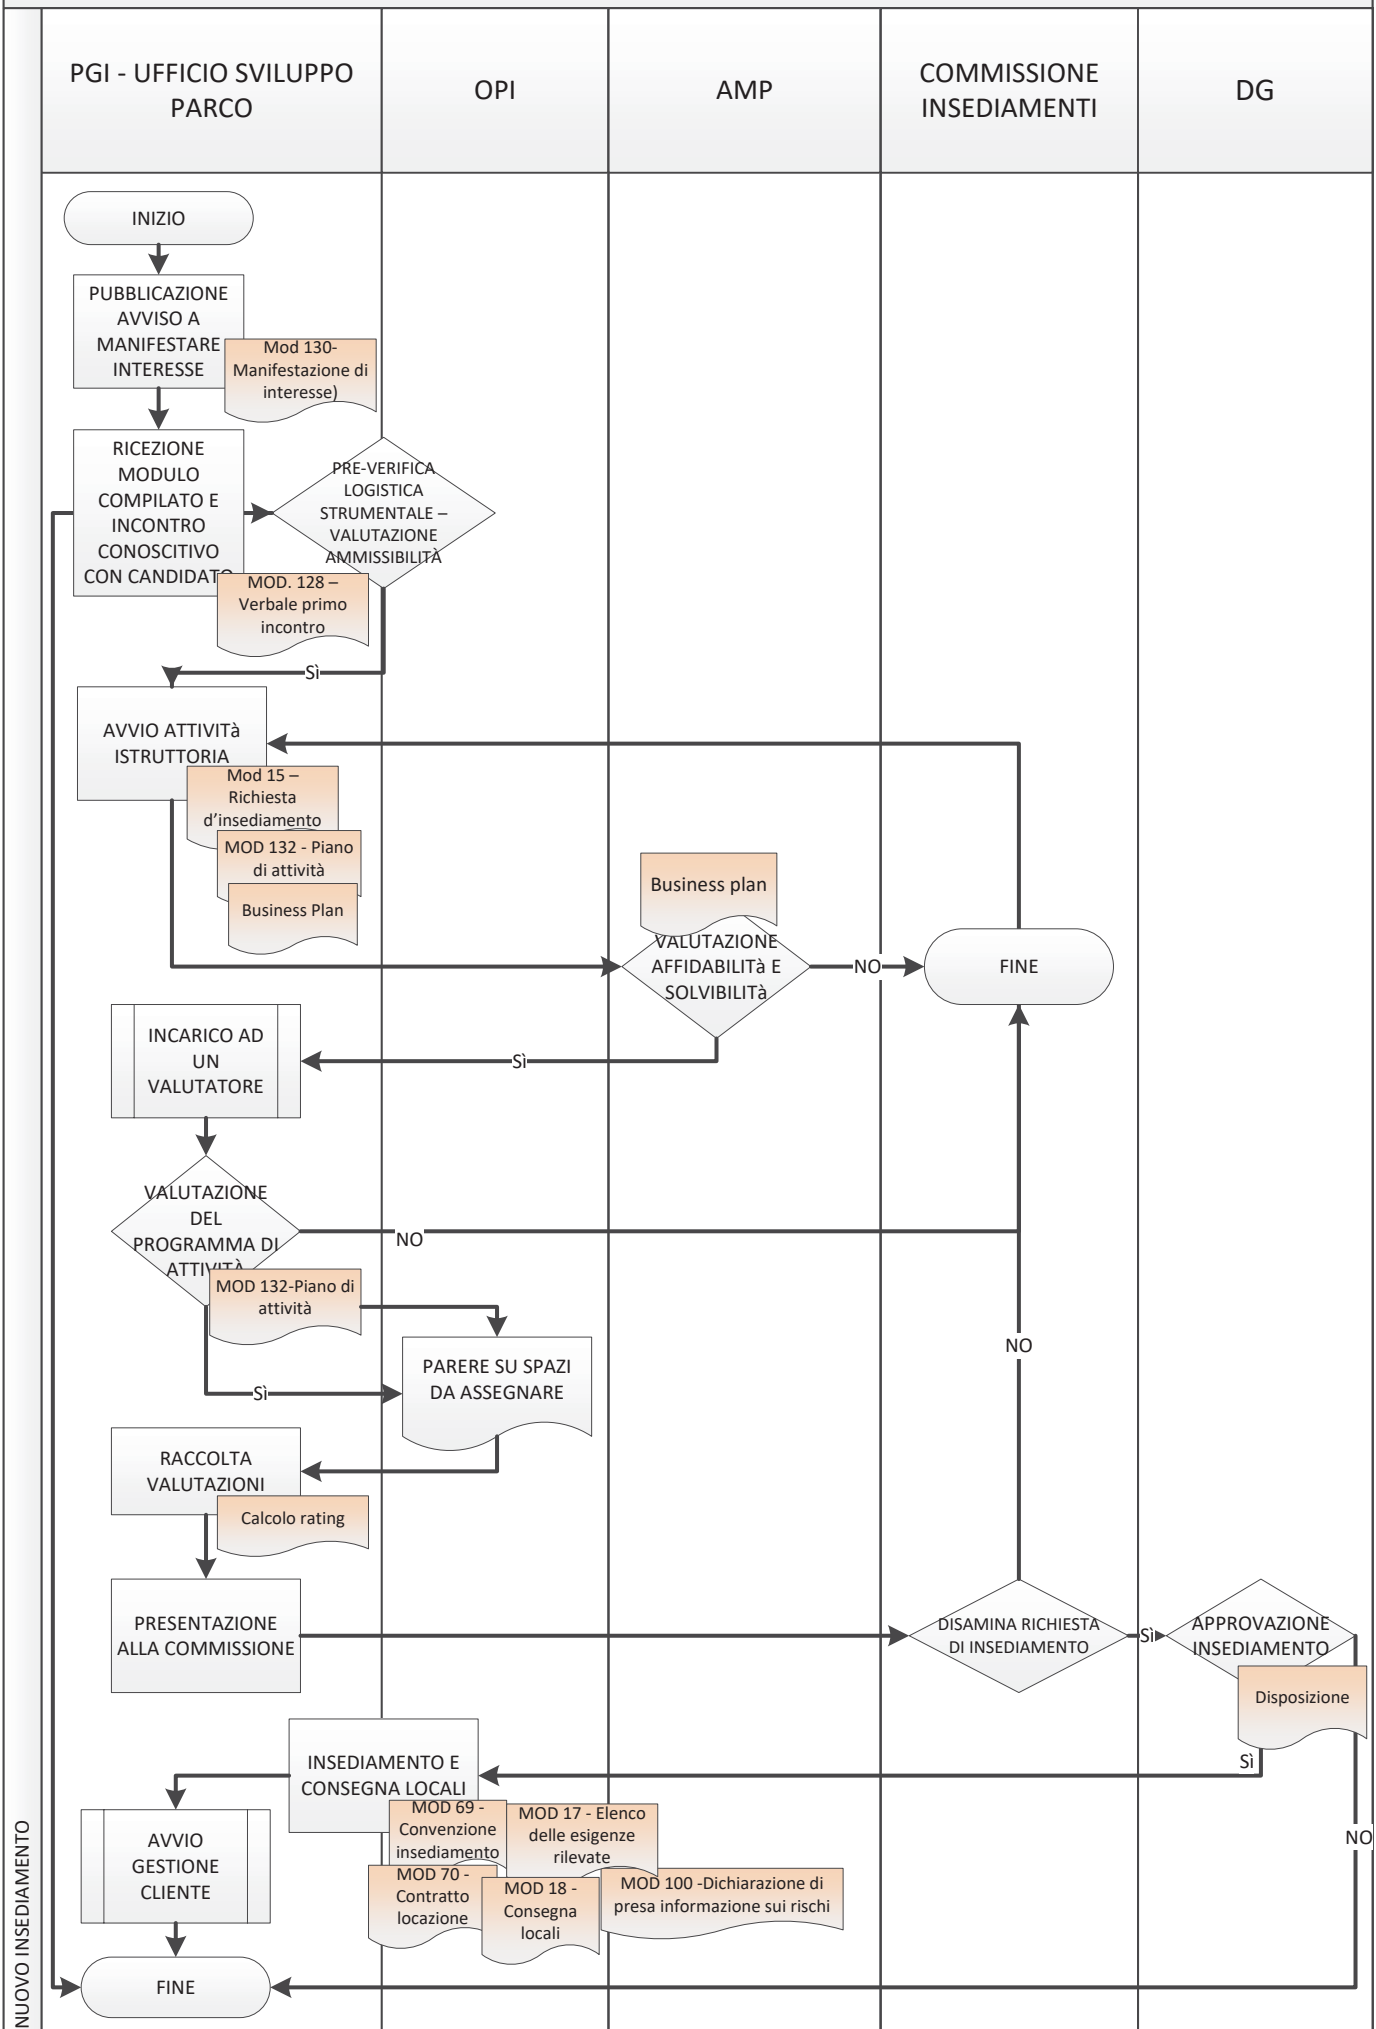 PGI - UFFICIO SVILUPPO
PARCO
OPI
AMP
COMMISSIONE
INSEDIAMENTI
DG
INIZIO
PUBBLICAZIONE
AVVISO A
MANIFESTARE
INTERESSE
Mod 130-
Manifestazione di
interesse)
RICEZIONE
MODULO
COMPILATO E
INCONTRO
CONOSCITIVO
CON CANDIDATO
PRE-VERIFICA
LOGISTICA
STRUMENTALE –
VALUTAZIONE
AMMISSIBILITÀ
MOD. 128 –
Verbale primo
incontro
Sì
AVVIO ATTIVITà
ISTRUTTORIA
Mod 15 –
Richiesta
d’insediamento
MOD 132 - Piano
di attività
Business Plan
Business plan
VALUTAZIONE
AFFIDABILITà E
SOLVIBILITà
NO
FINE
INCARICO AD
UN
VALUTATORE
Sì
VALUTAZIONE
DEL
PROGRAMMA DI
ATTIVITÀ
NO
MOD 132-Piano di
attività
PARERE SU SPAZI
DA ASSEGNARE
Sì
NO
RACCOLTA
VALUTAZIONI
Calcolo rating
PRESENTAZIONE
ALLA COMMISSIONE
DISAMINA RICHIESTA
DI INSEDIAMENTO
Sì
APPROVAZIONE
INSEDIAMENTO
Disposizione
Sì
INSEDIAMENTO E
CONSEGNA LOCALI
MOD 69 -
Convenzione
insediamento
MOD 17 - Elenco
delle esigenze
rilevate
MOD 70 -
Contratto
locazione
MOD 18 -
Consegna
locali
MOD 100 -Dichiarazione di
presa informazione sui rischi
NO
AVVIO
GESTIONE
CLIENTE
FINE
NUOVO INSEDIAMENTO